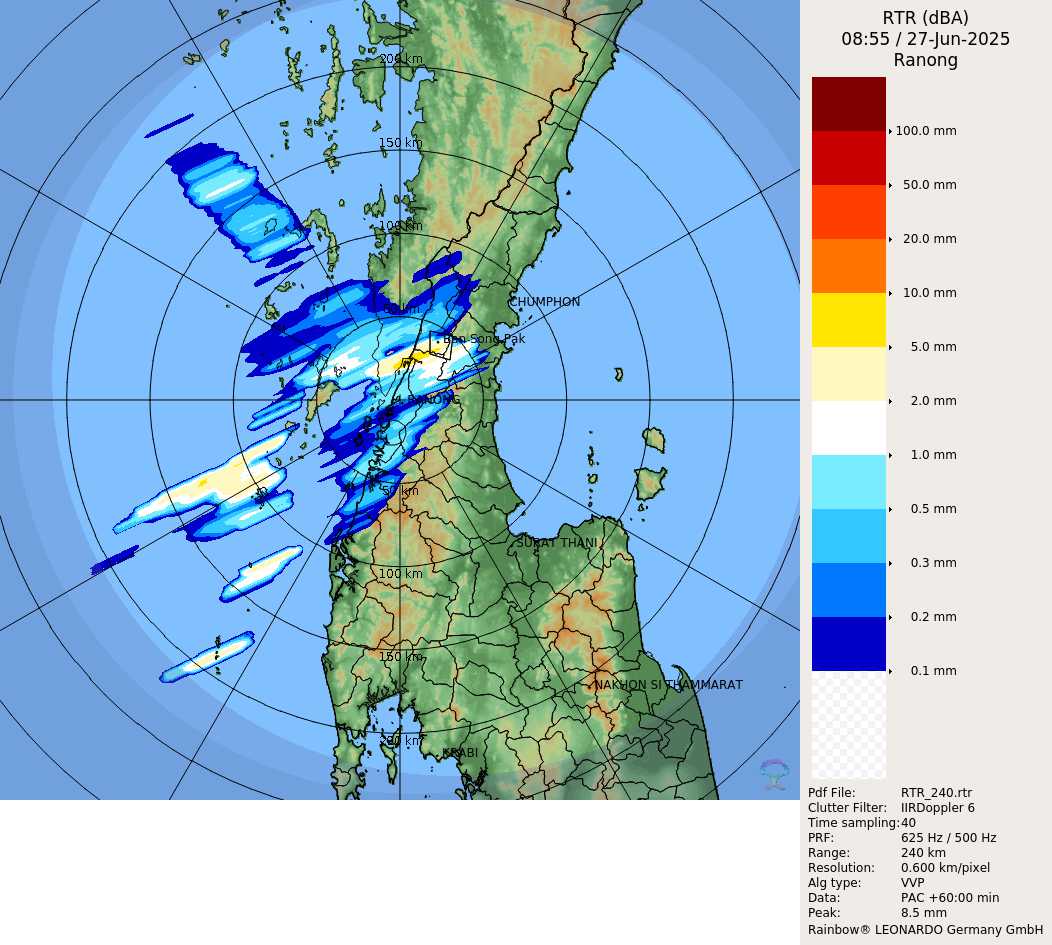 RTR (dBA)
08:55 / 27-Jun-2025
Ranong
100.0 mm
50.0 mm
20.0 mm
10.0 mm
5.0 mm
2.0 mm
1.0 mm
0.5 mm
0.3 mm
0.2 mm
0.1 mm
Pdf File: RTR_240.rtr
Clutter Filter: IIRDoppler 6
Time sampling:40
PRF: 625 Hz / 500 Hz
Range: 240 km
Resolution: 0.600 km/pixel
Alg type: VVP
Data: PAC +60:00 min
Peak: 8.5 mm
Rainbow® LEONARDO Germany GmbH
200 km
150 km
100 km
CHUMPHON
50 km
Ban Song Pak
RANONG
50 km
SURAT THANI
100 km
150 km
NAKHON SI THAMMARAT
200 km
KRABI